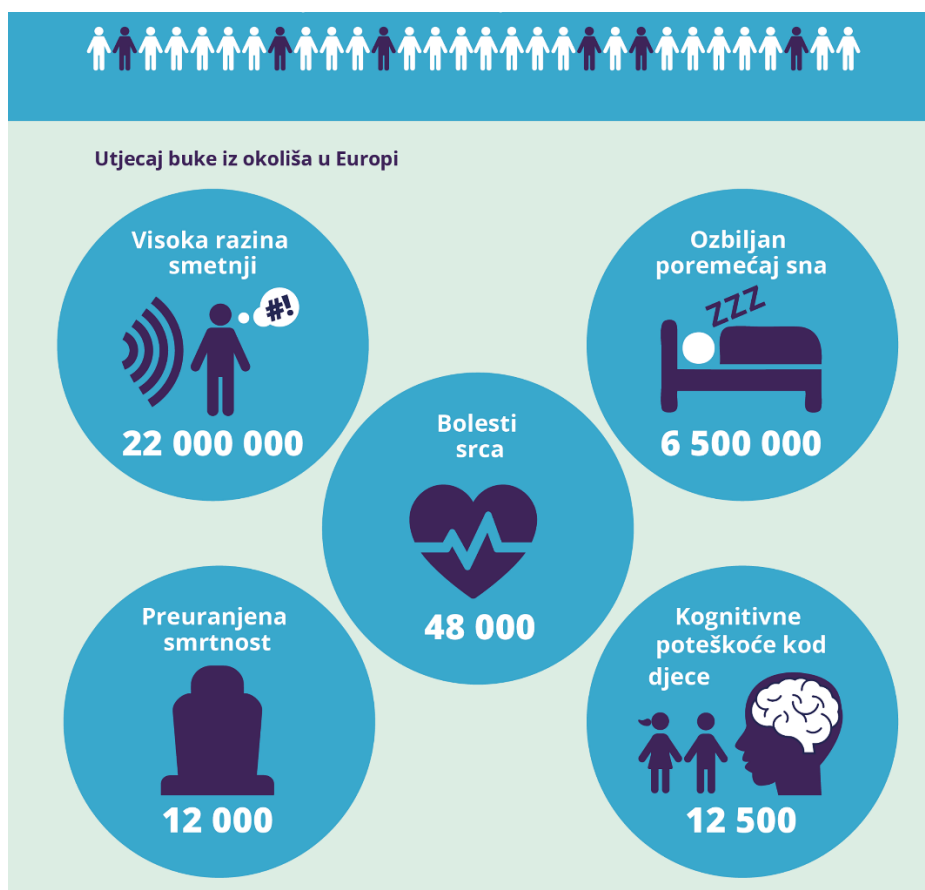 Utjecaj buke iz okoliša u Europi
Visoka razina
smetnji
#!
22 000 000
Ozbiljan
poremećaj sna
ZZZ
6 500 000
Bolesti
srca
48 000
Preuranjena
smrtnost
12 000
Kognitivne
poteškoće kod
djece
12 500